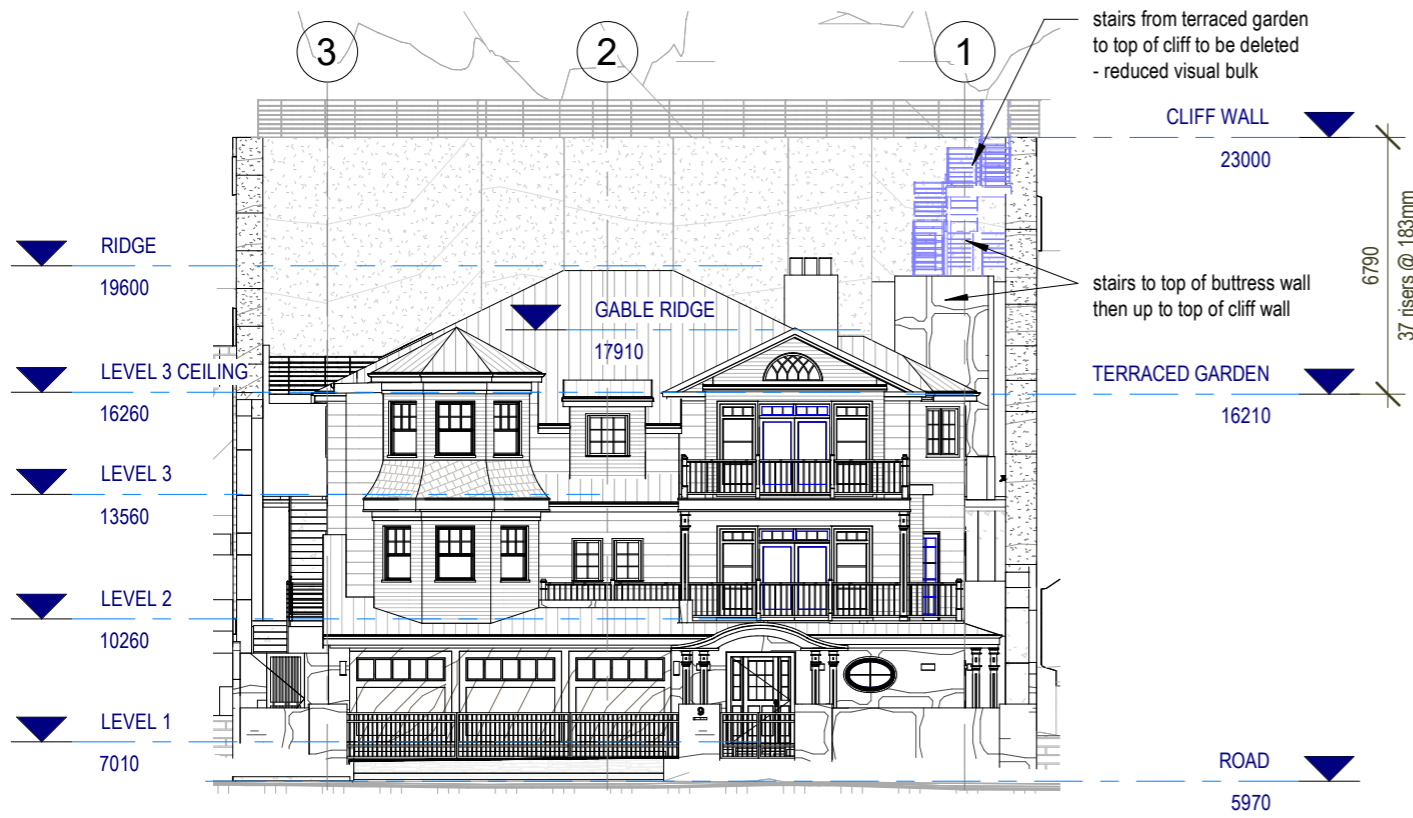 3
2
1
stairs from terraced garden
to top of cliff to be deleted
- reduced visual bulk
CLIFF WALL
23000
RIDGE
19600
6790
37 risers @ 183mm
stairs to top of buttress wall
then up to top of cliff wall
GABLE RIDGE
17910
LEVEL 3 CEILING
16260
TERRACED GARDEN
16210
LEVEL 3
13560
LEVEL 2
10260
9
LEVEL 1
7010
ROAD
5970